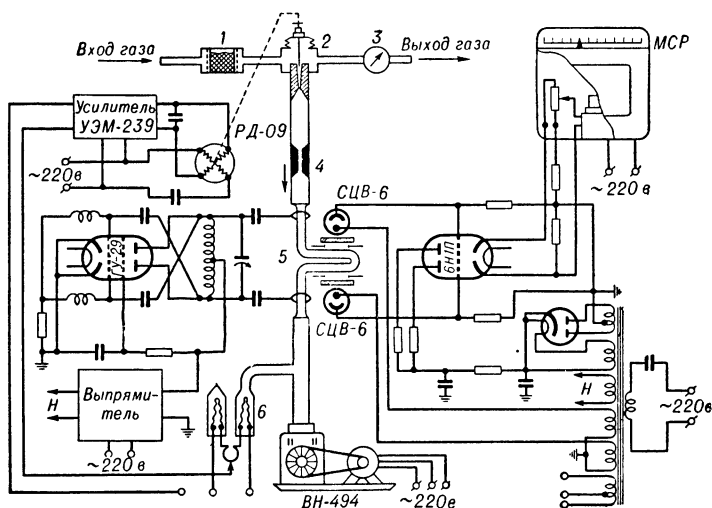 Вход газа
1
2
3
Выход газа
МСР
Усилитель
УЭМ-239
РД-09
~220в
~220 в
4
СЦВ-6
5
ГУ-29
6Н1П
СЦВ-6
Выпрями-
тель
Н
~220 в
6
Н
~220в
ВН-494
~220в